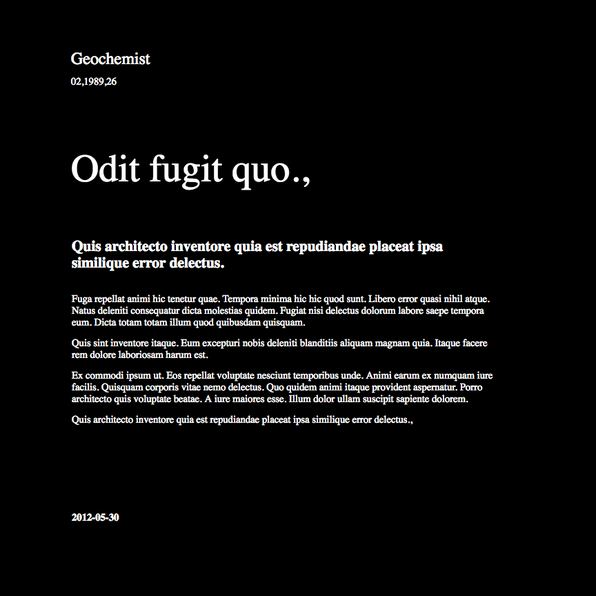 Geochemist
02,1989,26
Odit fugit quo.,
Quis architecto inventore quia est repudiandae placeat ipsa
similique error delectus.
Fuga repellat animi hic tenetur quae. Tempora minima hic hic quod sunt. Libero error quasi nihil atque.
Natus deleniti consequatur dicta molestias quidem. Fugiat nisi delectus dolorum labore saepe tempora
eum. Dicta totam totam illum quod quibusdam quisquam.
Quis sint inventore itaque. Eum excepturi nobis deleniti blanditiis aliquam magnam quia. Itaque facere
rem dolore laboriosam harum est.
Ex commodi ipsum ut. Eos repellat voluptate nesciunt temporibus unde. Animi earum ex numquam iure
facilis. Quisquam corporis vitae nemo delectus. Quo quidem animi itaque provident aspernatur. Porro
architecto quis voluptate beatae. A iure maiores esse. Illum dolor ullam suscipit sapiente dolorem.
Quis architecto inventore quia est repudiandae placeat ipsa similique error delectus.,
2012-05-30